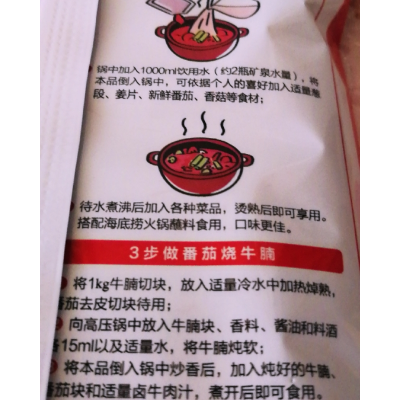 锅中加入1000ml饮用水（约2瓶矿泉水量），将
本品倒入锅中，可依据个人的喜好加入适量葱
段、姜片、新鲜番茄、香菇等食材；
待水煮沸后加入各种菜品，烫熟后即可享用。
搭配海底捞火锅蘸料食用，口味更佳。
3步做番茄烧牛腩
将1kg牛腩切块，放入适量冷水中加热焯熟，
番茄去皮切块待用；
向高压锅中放入牛腩块、香料、酱油和料酒
各15ml以及适量水，将牛腩炖软；
将本品倒入锅中炒香后，加入炖好的牛腩、
番茄块和适量卤牛肉汁，煮开后即可食用。